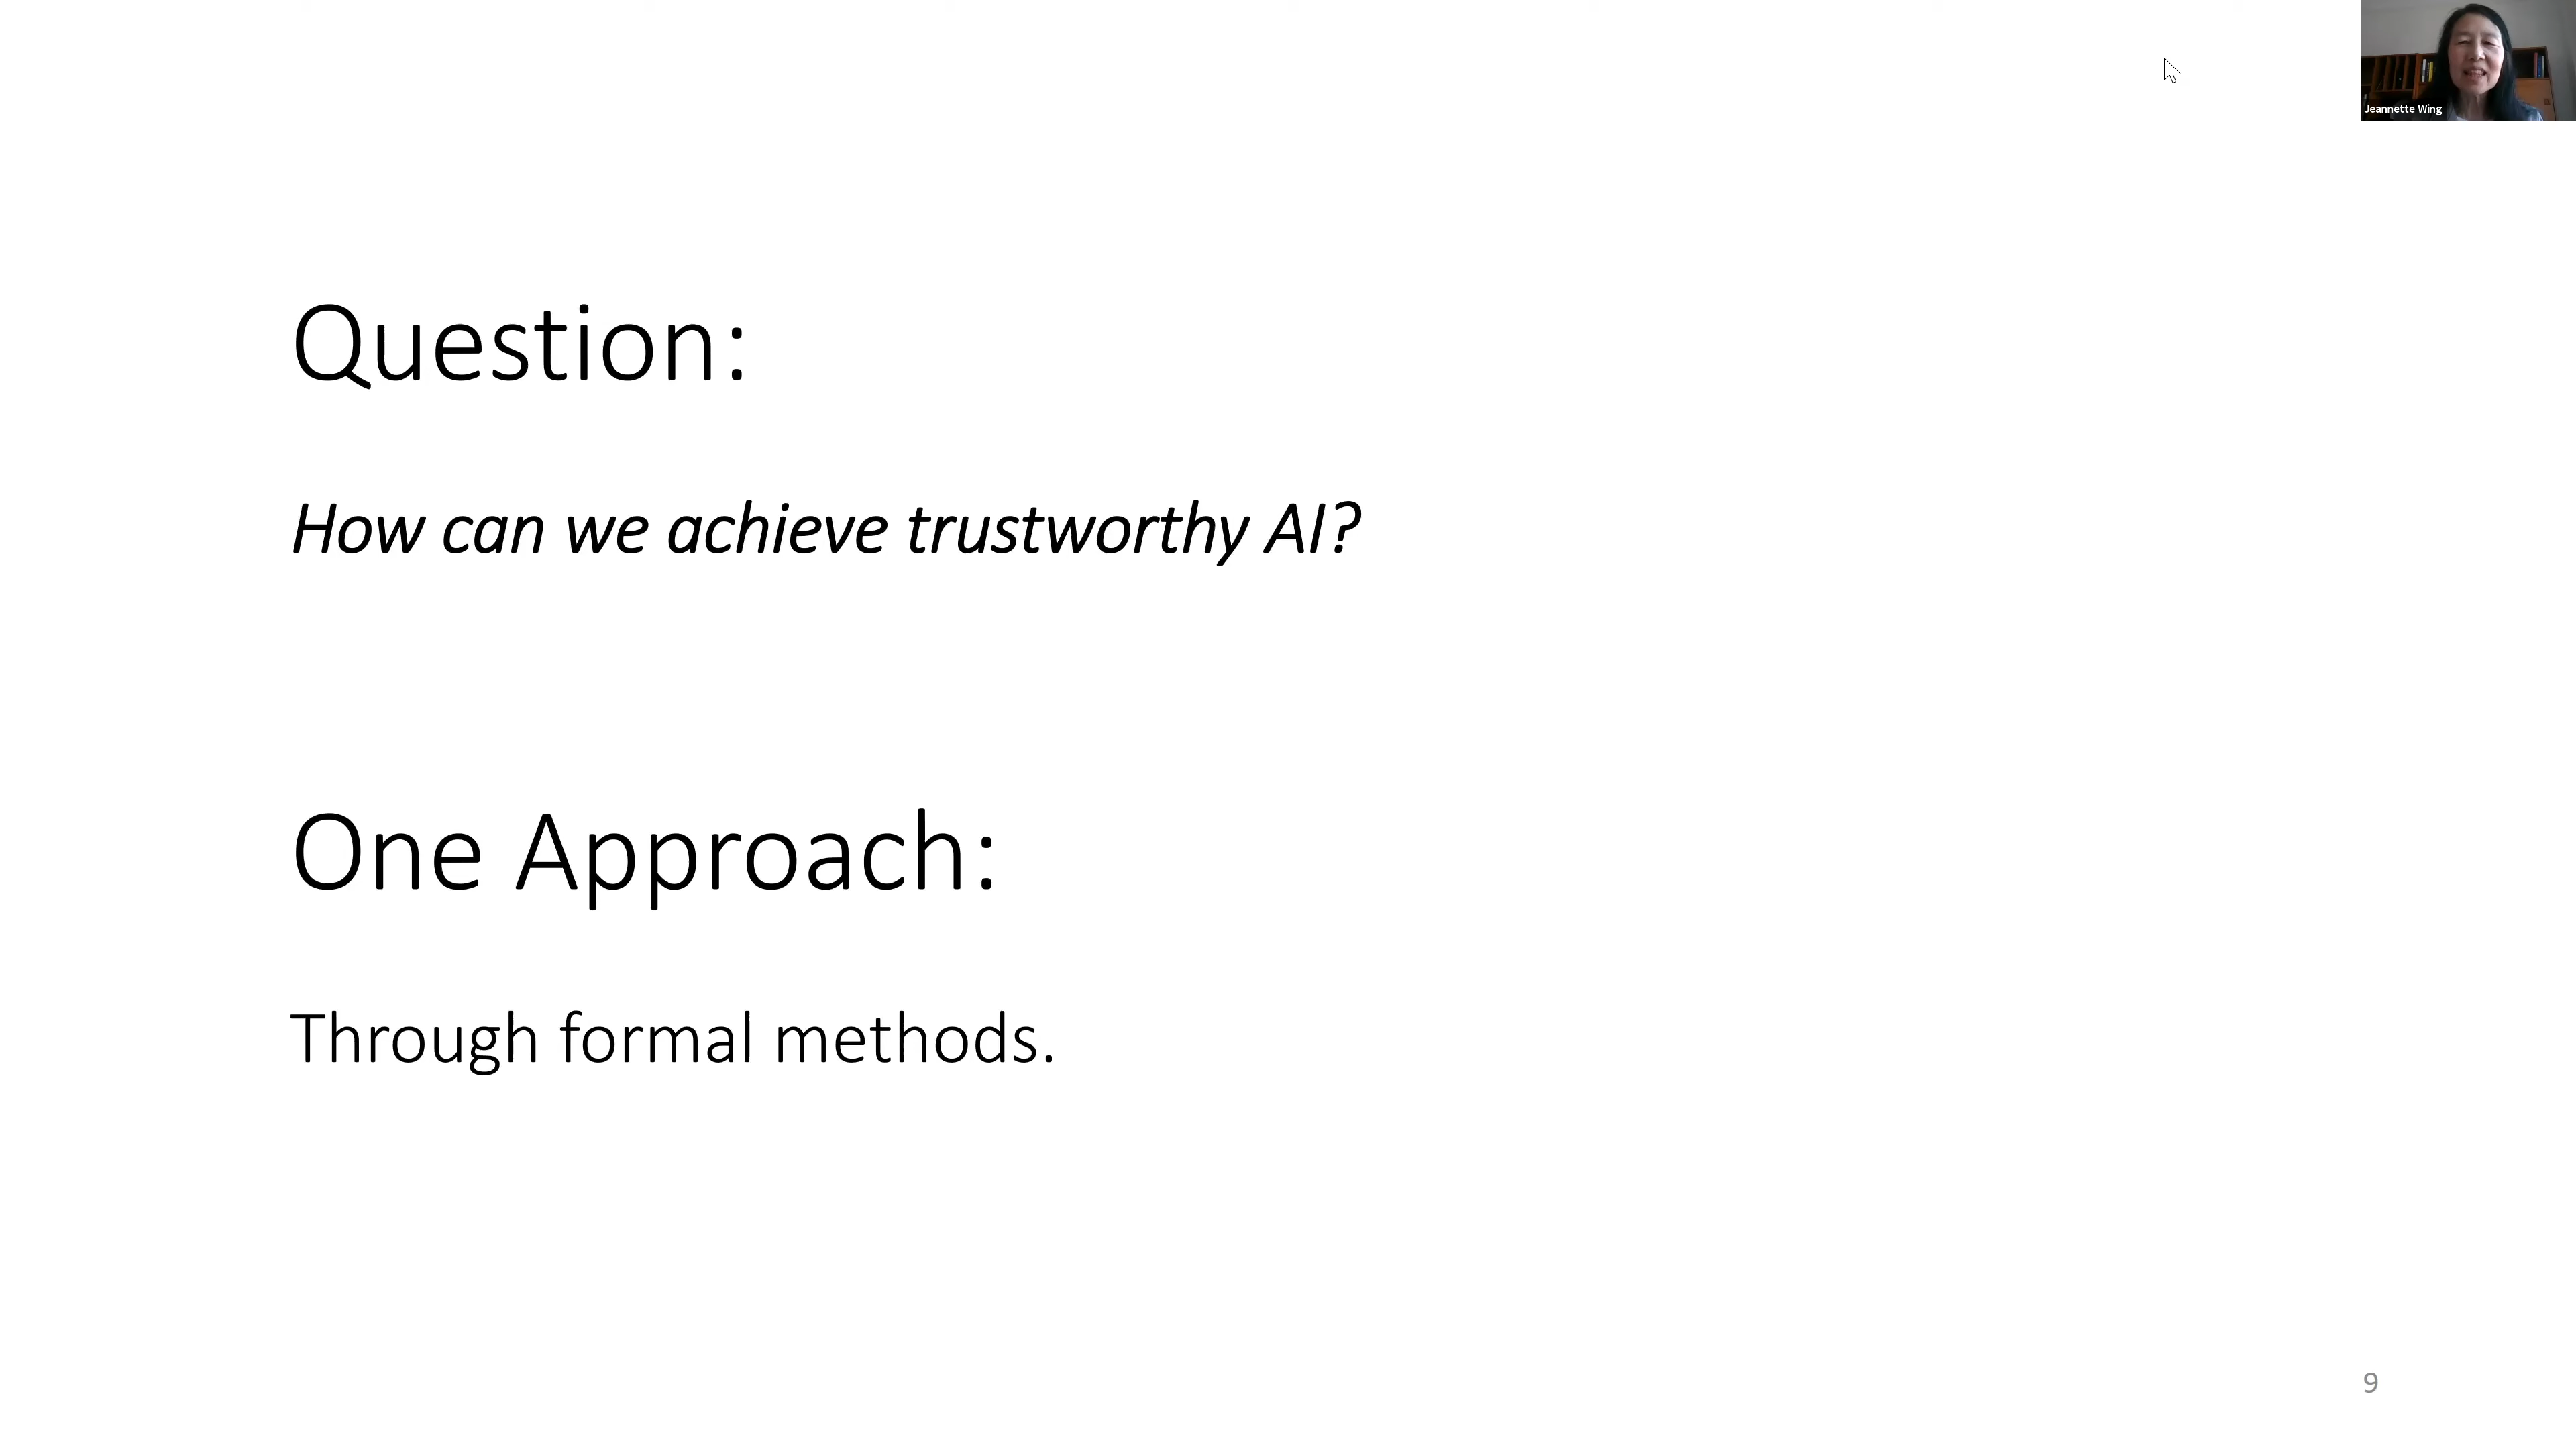 Jeannette Wing
Question:
How can we achieve trustworthy AI?
One Approach:
Through formal methods.
9